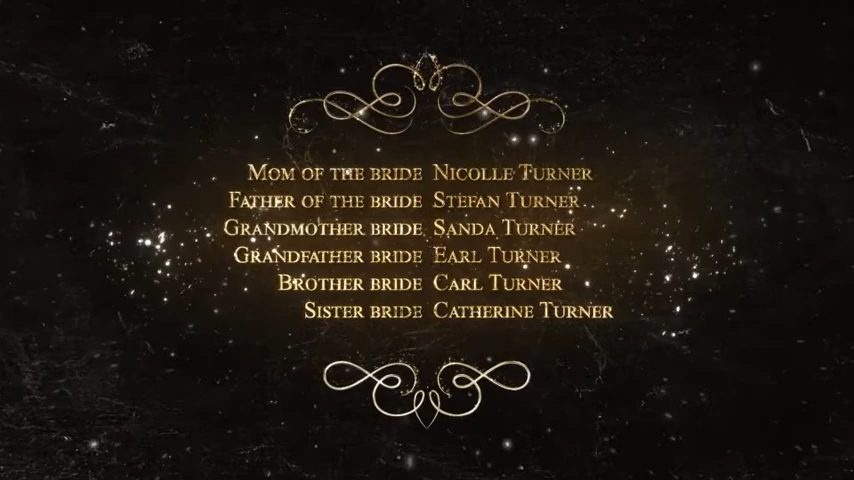 Mom of the bride Nicolle Turner
Father of the bride Stefan Turner
Grandmother bride Sanda Turner
Grandfather bride Earl Turner
Brother bride Carl Turner
Sister bride Catherine Turner